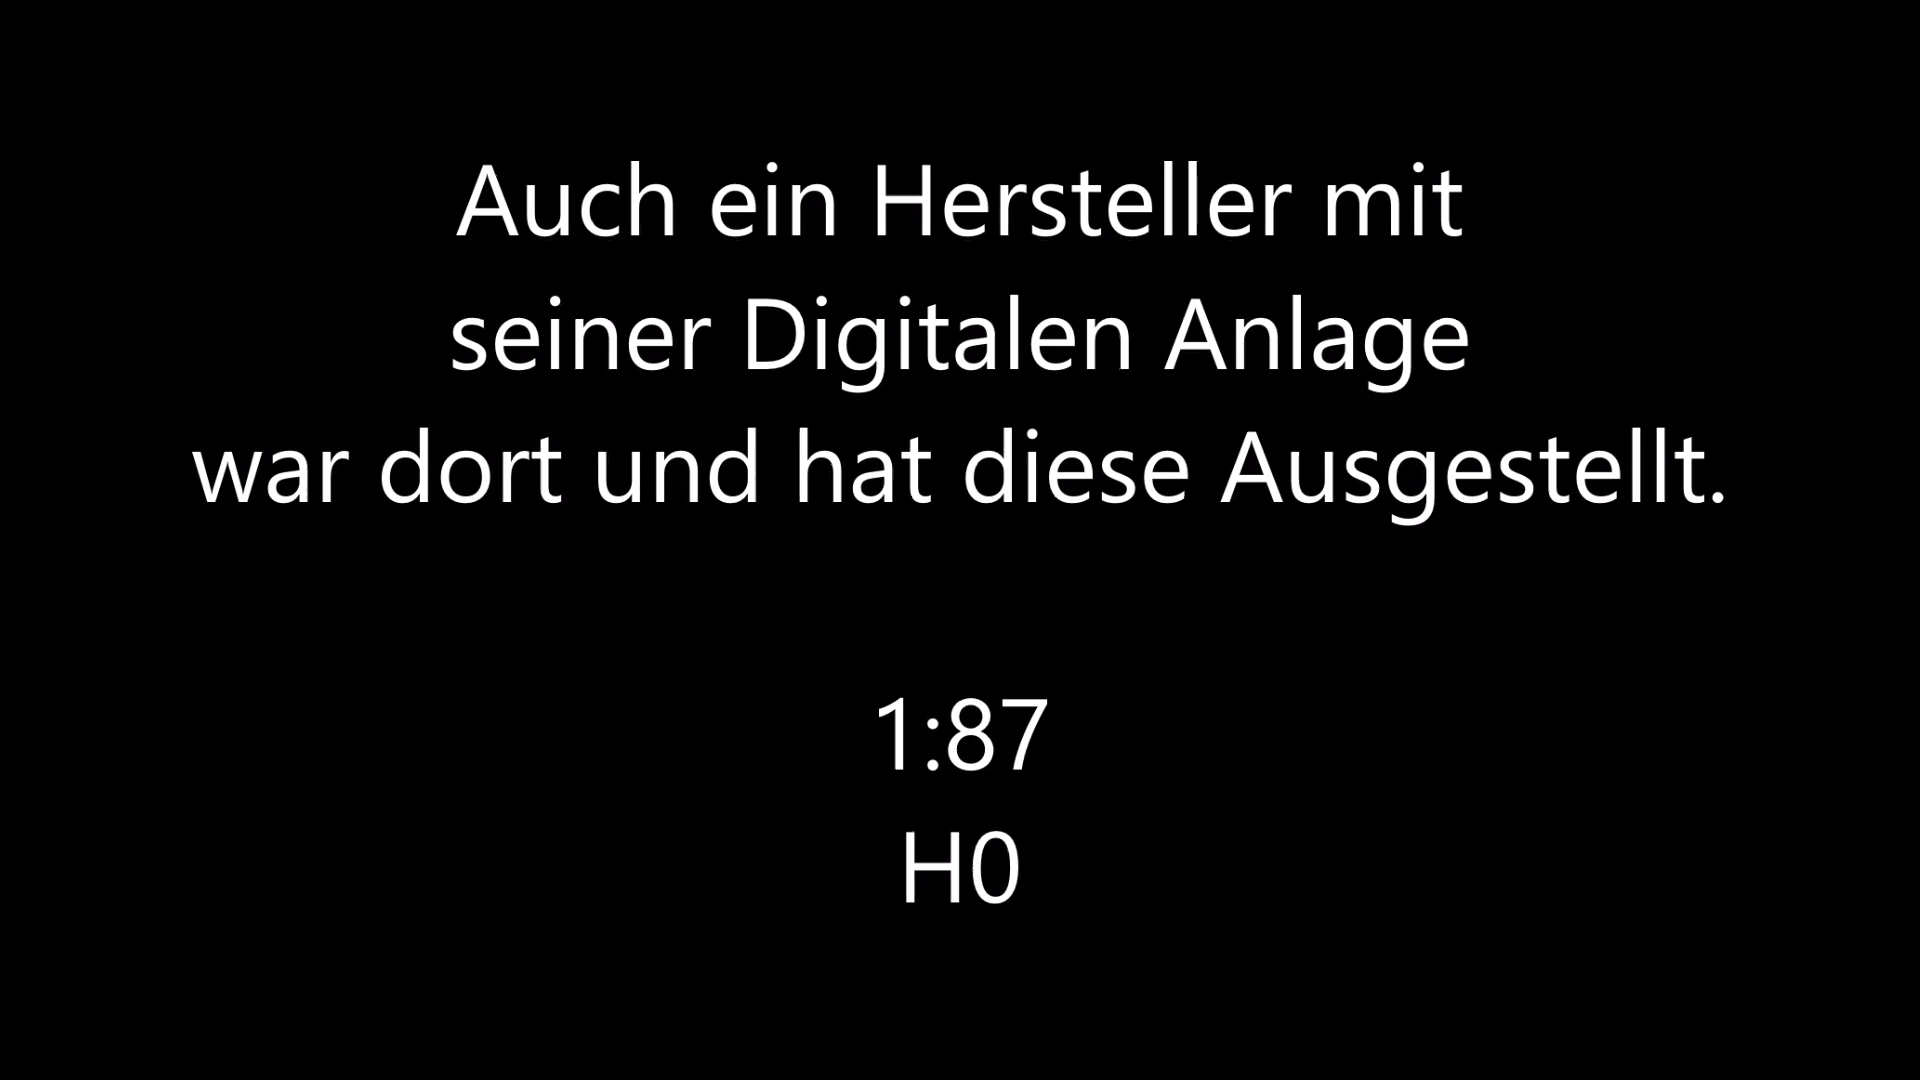 Auch ein Hersteller mit
seiner Digitalen Anlage
war dort und hat diese Ausgestellt.
1:87
H0